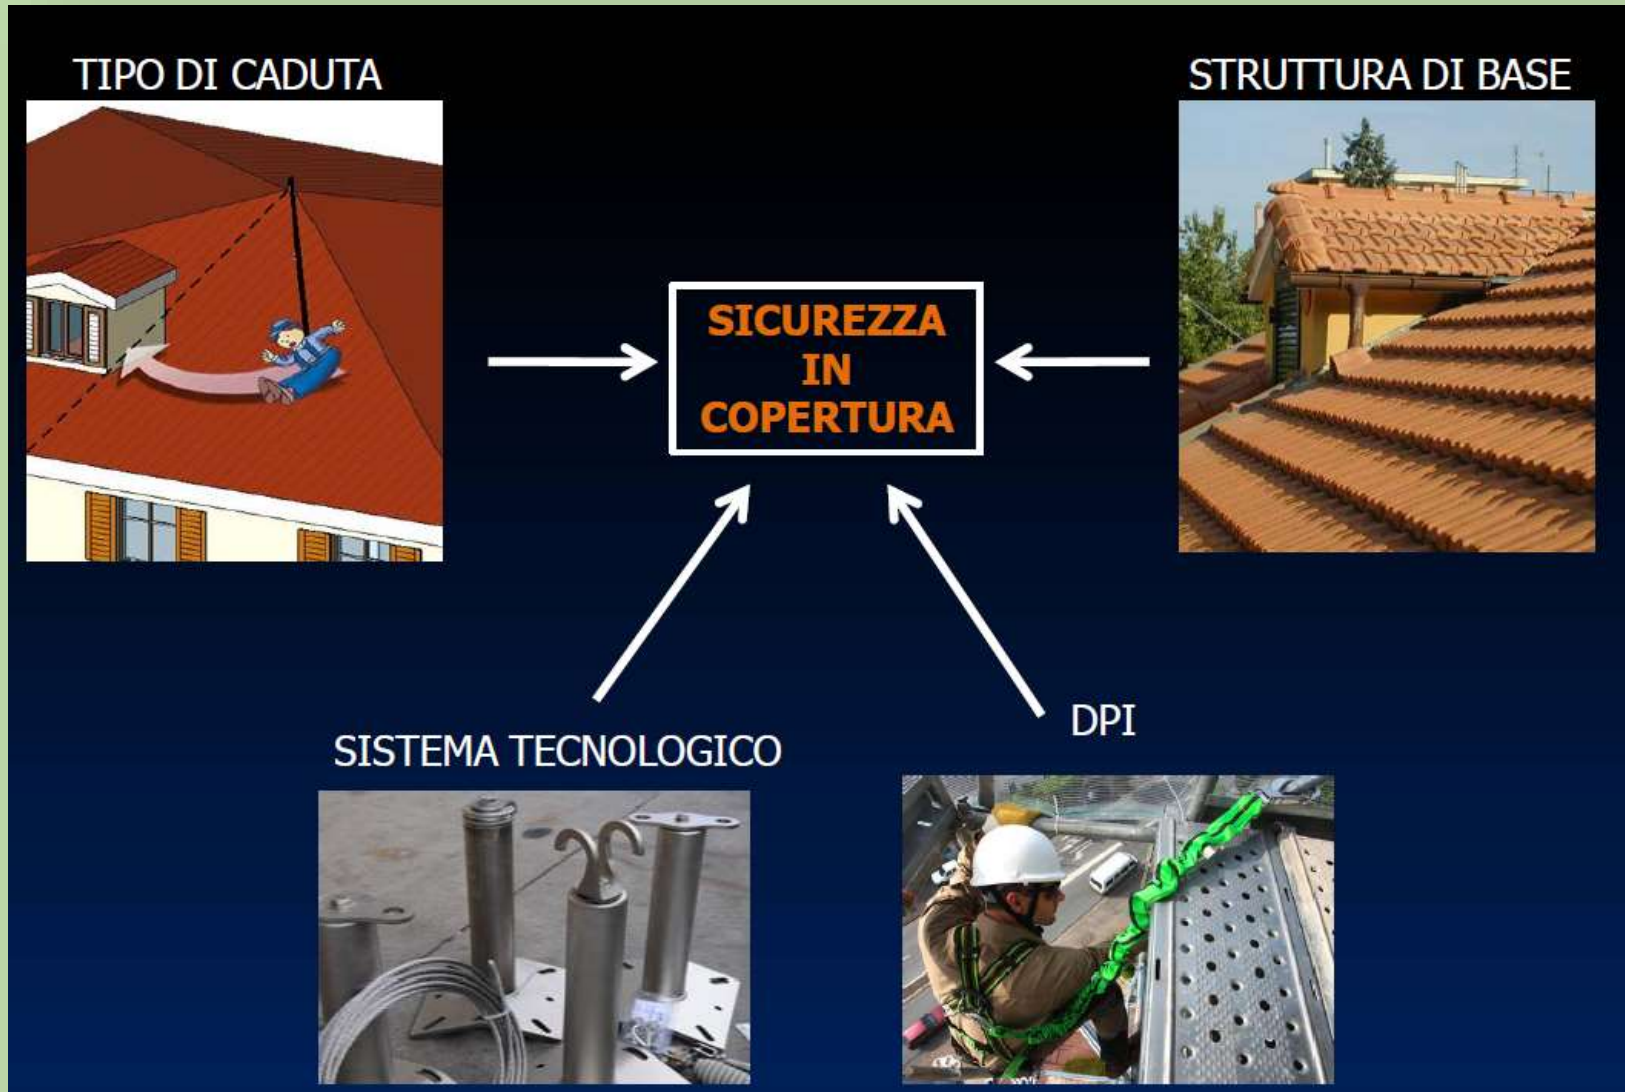 TIPO DI CADUTA
STRUTTURA DI BASE
SICUREZZA
IN
COPERTURA
SISTEMA TECNOLOGICO
DPI